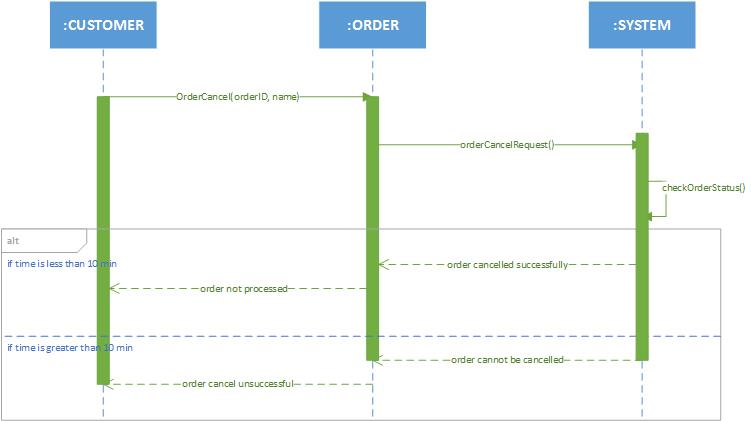 :CUSTOMER
:ORDER
:SYSTEM
OrderCancel(orderID, name)
orderCancelRequest()
checkOrderStatus()
alt
if time is less than 10 min
order cancelled successfully
order not processed
if time is greater than 10 min
order cannot be cancelled
order cancel unsuccessful